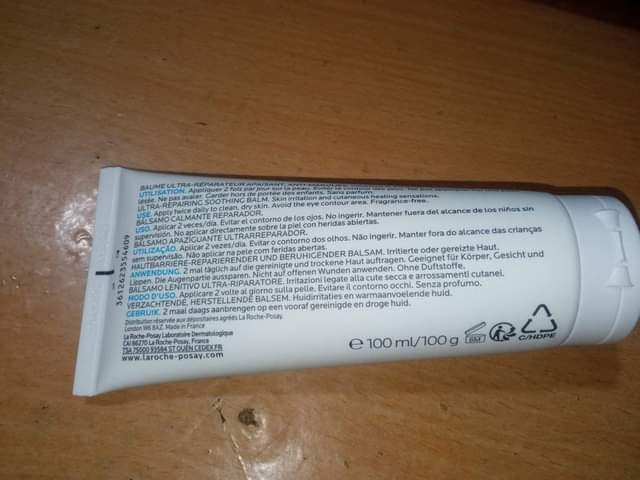 BAUME ULTRA-RÉPARATEUR APAISANT, ANTI-MARQUES.
UTILISATION. Appliquer 2 fois par jour sur la peau. Éviter le contour des yeux. Ne pas
lésée. Ne pas avaler. Garder hors de portée des enfants. Sans parfum.
ULTRA-REPAIRING SOOTHING BALM. Skin irritation and cutaneous healing sensations.
USE. Apply twice daily to clean, dry skin. Avoid the eye contour area. Fragrance-free.
BÁLSAMO CALMANTE REPARADOR.
USO. Aplicar 2 veces/día. Evitar el contorno de los ojos. No ingerir. Mantener fuera del alcance de los niños sin
supervisión. No aplicar directamente sobre la piel con heridas abiertas.
BÁLSAMO APAZIGUANTE ULTRARREPARADOR.
UTILIZAÇÃO. Aplicar 2 vezes/dia. Evitar o contorno dos olhos. Não ingerir. Manter fora do alcance das crianças
sem supervisão. Não aplicar na pele com feridas abertas.
HAUTBARRIERE-REPARIERENDER UND BERUHIGENDER BALSAM. Irritierte oder gereizte Haut.
ANWENDUNG. 2 mal täglich auf die gereinigte und trockene Haut auftragen. Geeignet für Körper, Gesicht und
Lippen. Die Augenpartie aussparen. Nicht auf offenen Wunden anwenden. Ohne Duftstoffe.
BALSAMO LENITIVO ULTRA-RIPARATORE. Irritazioni legate alla cute secca e arrossamenti cutanei.
MODO D'USO. Applicare 2 volte al giorno sulla pelle. Evitare il contorno occhi. Senza profumo.
VERZACHTENDE, HERSTELLENDE BALSEM. Huidirritaties en warmaanvoelende huid.
GEBRUIK. 2 maal daags aanbrengen op een vooraf gereinigde en droge huid.
Distribution réservée aux dépositaires agréés La Roche-Posay.
London W6 8AZ. Made in France
La Roche-Posay Laboratoire Dermatologique
CAI 86270 La Roche-Posay, France
TSA 75000 93584 ST OUEN CEDEX FR
www.laroche-posay.com
3612623554609
e 100 ml/100 g
6M
C/HDPE